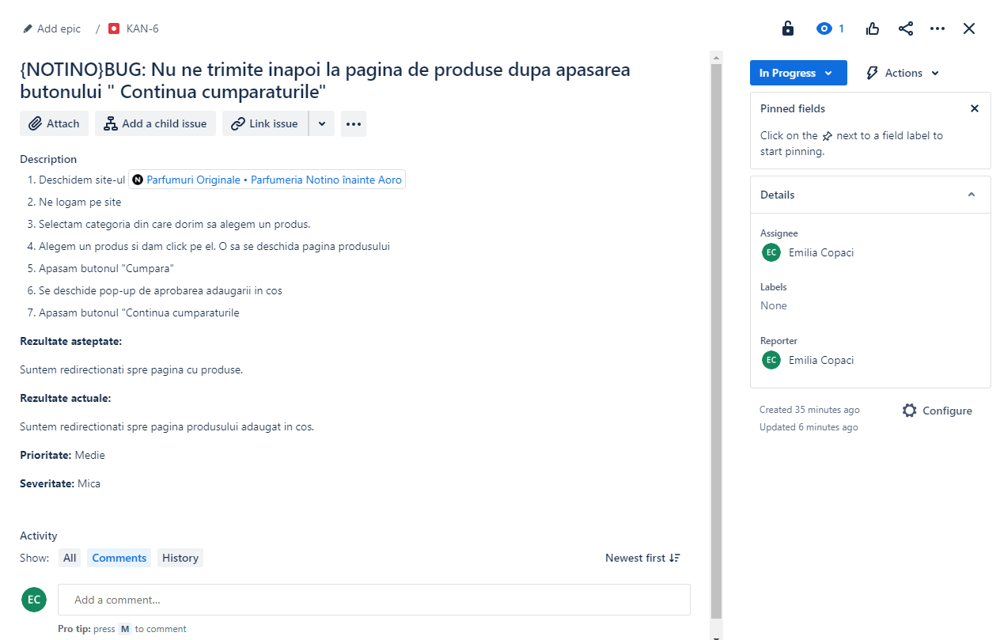 Add epic / KAN-6
1
{NOTINO}BUG: Nu ne trimite inapoi la pagina de produse dupa apasarea
butonului " Continua cumparaturile"
Attach
Add a child issue
Link issue
Description
1. Deschidem site-ul N Parfumuri Originale • Parfumeria Notino înainte Aoro
2. Ne logam pe site
3. Selectam categoria din care dorim sa alegem un produs.
4. Alegem un produs si dam click pe el. O sa se deschida pagina produsului
5. Apasam butonul "Cumpara"
6. Se deschide pop-up de aprobarea adaugarii in cos
7. Apasam butonul "Continua cumparaturile
Rezultate asteptate:
Suntem redirectionati spre pagina cu produse.
Rezultate actuale:
Suntem redirectionati spre pagina produsului adaugat in cos.
Prioritate: Medie
Severitate: Mica
Activity
Show: All Comments History
Newest first
EC
Add a comment...
Pro tip: press M to comment
In Progress
Actions
Pinned fields
Click on the next to a field label to
start pinning.
Details
Assignee
EC Emilia Copaci
Labels
None
Reporter
EC Emilia Copaci
Created 35 minutes ago
Configure
Updated 6 minutes ago